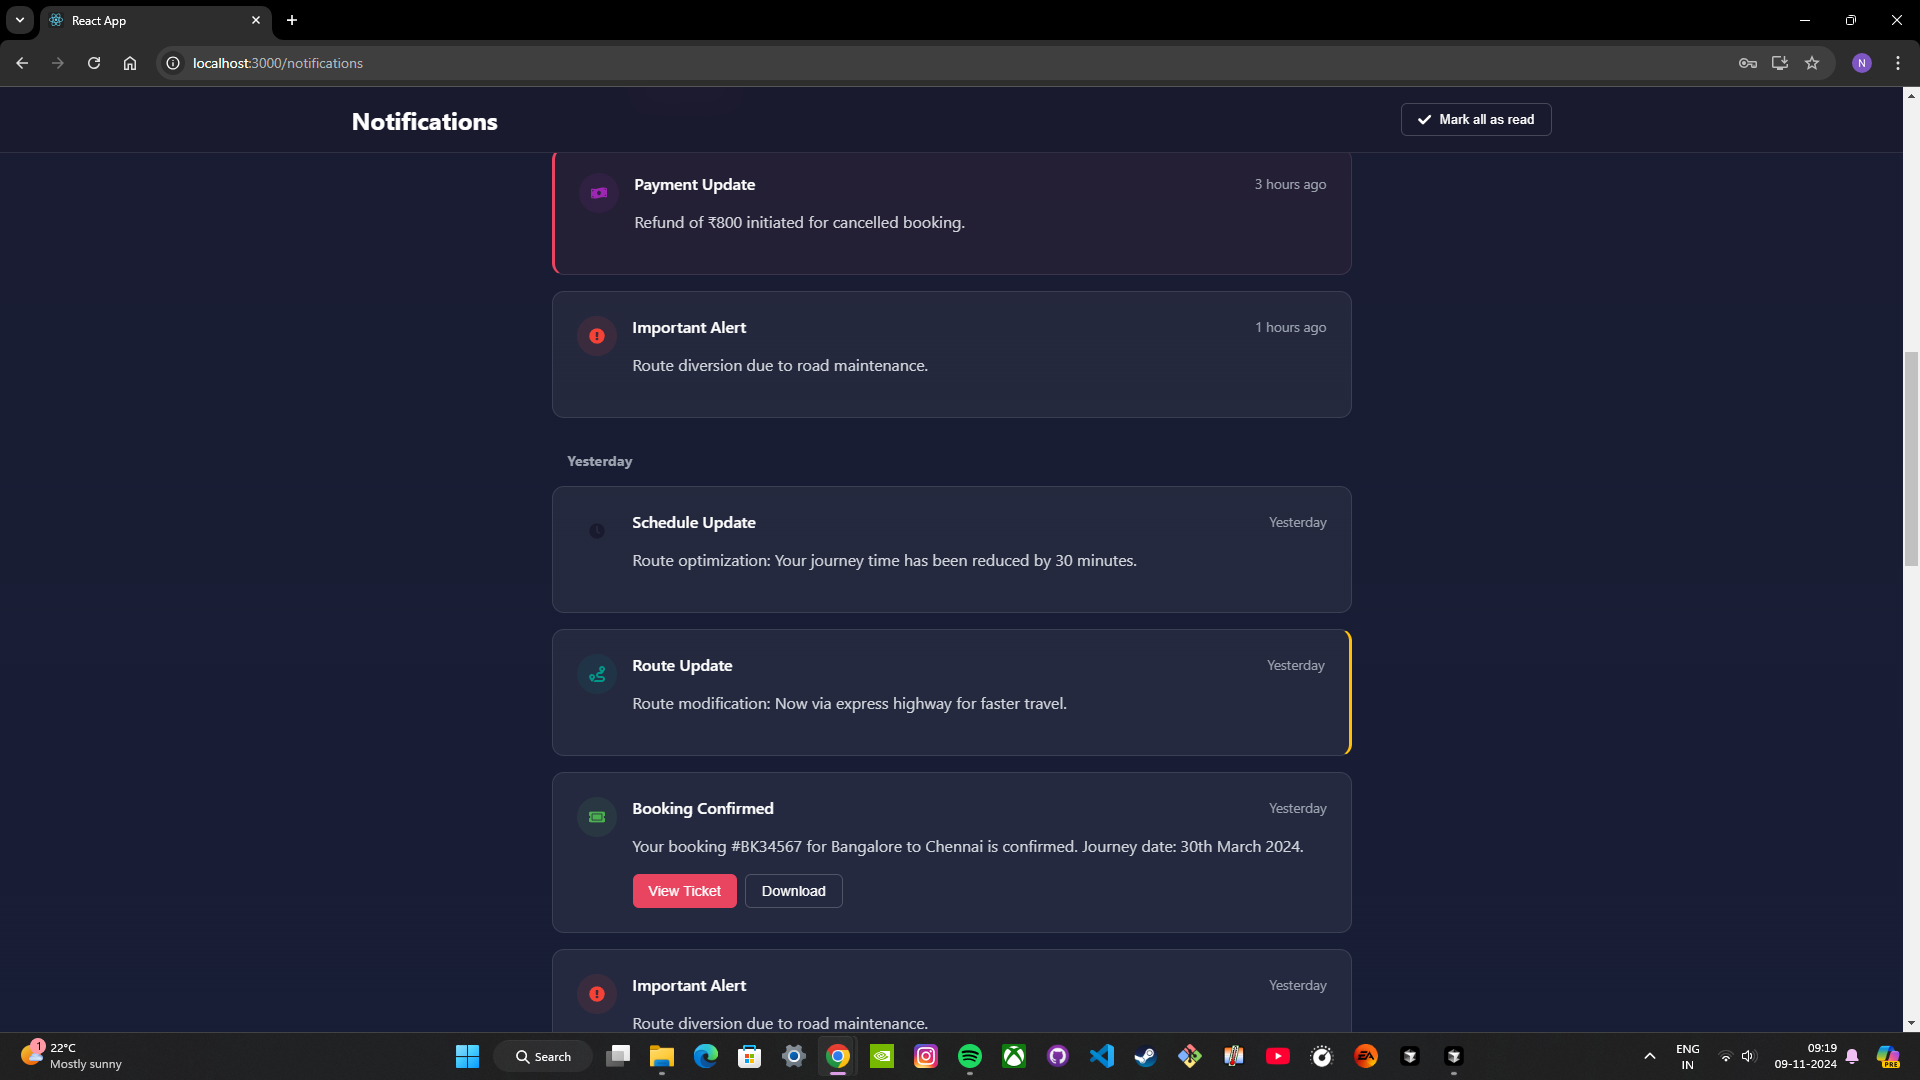 React App
localhost:3000/notifications
N
Notifications
Mark all as read
Payment Update
3 hours ago
Refund of ₹800 initiated for cancelled booking.
Important Alert
1 hours ago
Route diversion due to road maintenance.
Yesterday
Schedule Update
Yesterday
Route optimization: Your journey time has been reduced by 30 minutes.
Route Update
Yesterday
Route modification: Now via express highway for faster travel.
Booking Confirmed
Yesterday
Your booking #BK34567 for Bangalore to Chennai is confirmed. Journey date: 30th March 2024.
View Ticket
Download
Important Alert
Yesterday
Route diversion due to road maintenance.
1
22°C
Mostly sunny
Search
EA
ENG
IN
09:19
09-11-2024
PRE